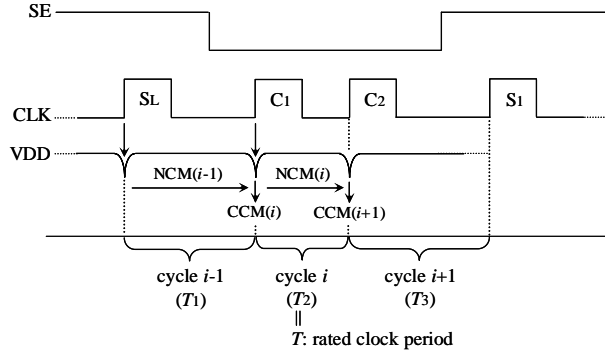 SE
CLK
SL C1 C2 S1
VDD
NCM(i-1) NCM(i)
CCM(i) CCM(i+1)
cycle i-1 cycle i cycle i+1
(T1) (T2) (T3)
=
T: rated clock period